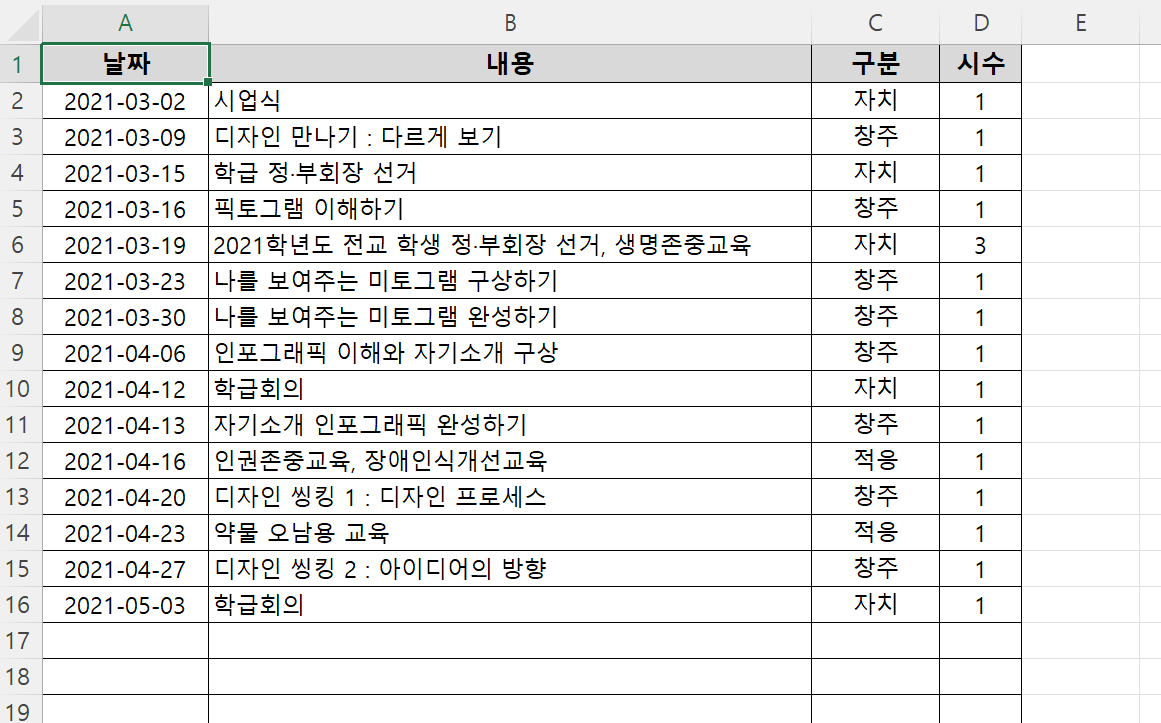 A B C D E
1 날짜 내용 구분 시수
2 2021-03-02 시업식 자치 1
3 2021-03-09 디자인 만나기 : 다르게 보기 창주 1
4 2021-03-15 학급 정·부회장 선거 자치 1
5 2021-03-16 픽토그램 이해하기 창주 1
6 2021-03-19 2021학년도 전교 학생 정·부회장 선거, 생명존중교육 자치 3
7 2021-03-23 나를 보여주는 미토그램 구상하기 창주 1
8 2021-03-30 나를 보여주는 미토그램 완성하기 창주 1
9 2021-04-06 인포그래픽 이해와 자기소개 구상 창주 1
10 2021-04-12 학급회의 자치 1
11 2021-04-13 자기소개 인포그래픽 완성하기 창주 1
12 2021-04-16 인권존중교육, 장애인식개선교육 적응 1
13 2021-04-20 디자인 씽킹 1 : 디자인 프로세스 창주 1
14 2021-04-23 약물 오남용 교육 적응 1
15 2021-04-27 디자인 씽킹 2 : 아이디어의 방향 창주 1
16 2021-05-03 학급회의 자치 1
17
18
19